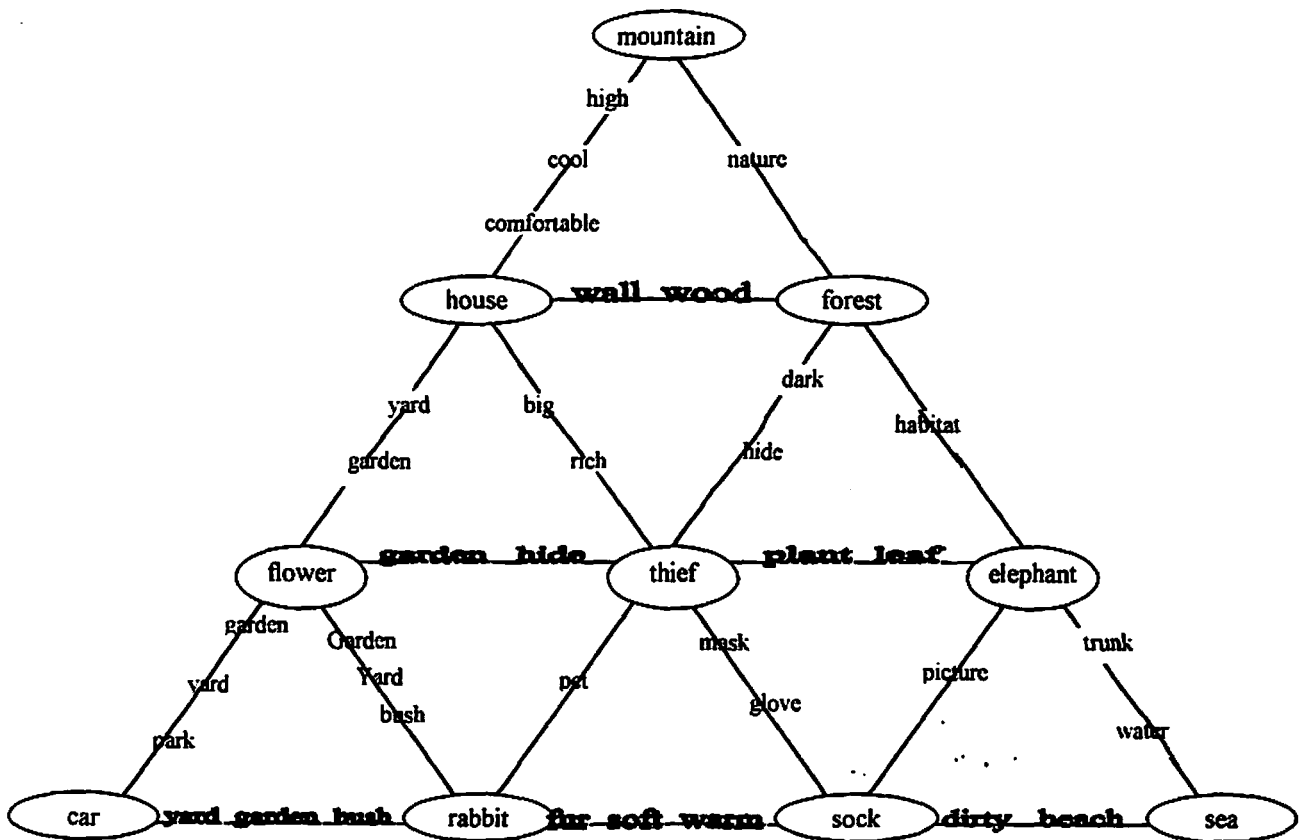 mountain
high
cool nature
comfortable
house wall wood forest
dark
yard big habitat
hide
garden rich
flower garden hide thief plant leaf elephant
garden Garden mask trunk
yard Yard pet picture
bush glove
park water
car yard garden bush rabbit fur soft warm sock dirty beach sea